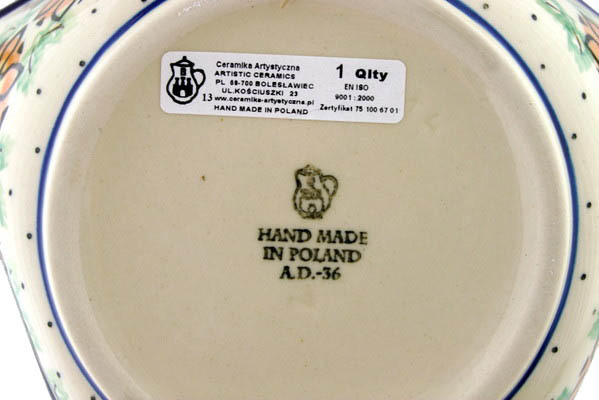 Ceramika Artystyczna
ARTISTIC CERAMICS
PL 59-700 BOLESŁAWIEC
UL.KOŚCIUSZKI 23
13 www.ceramika-artystyczna.pl
HAND MADE IN POLAND
1 Qlty
EN ISO
9001 : 2000
Zertyfikat 75 100 67 01
HAND MADE
IN POLAND
A.D.-36